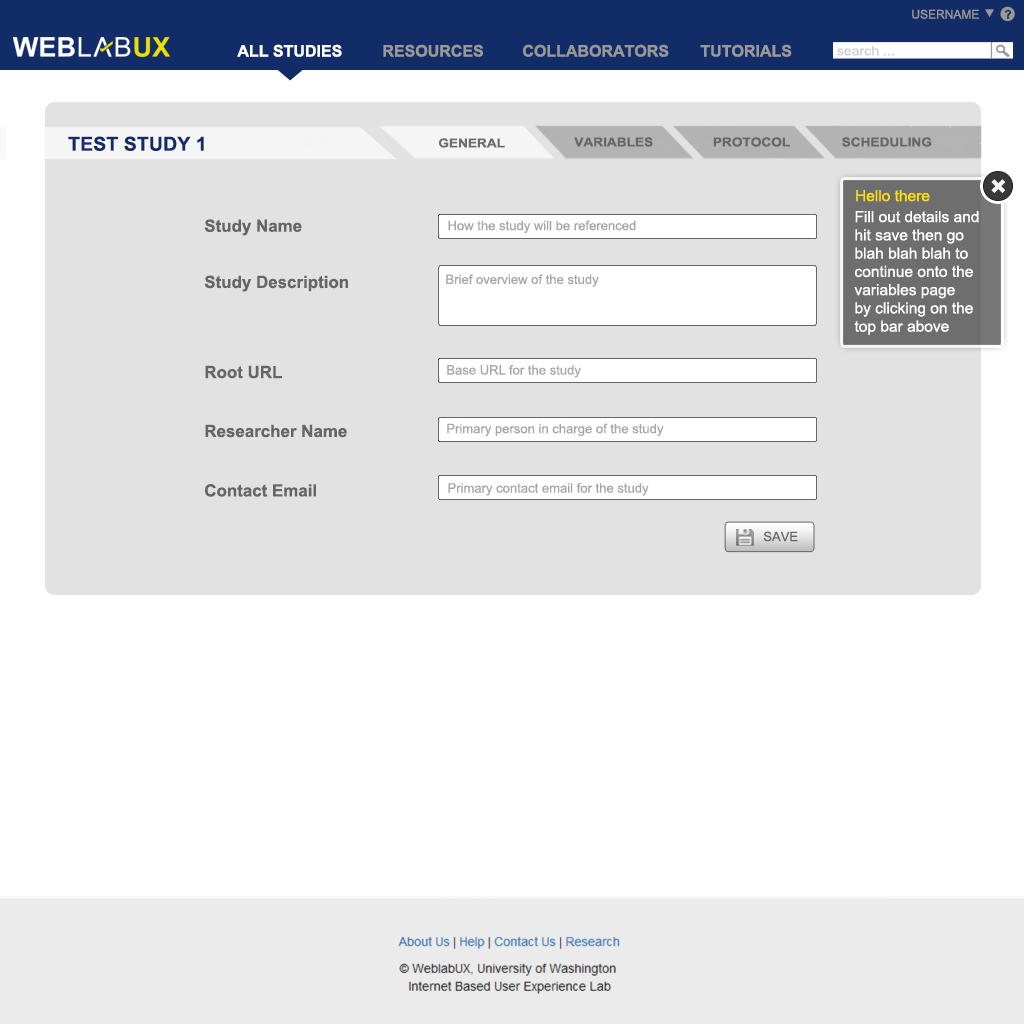 USERNAME
WEBLABUX
ALL STUDIES RESOURCES COLLABORATORS TUTORIALS search ...
TEST STUDY 1 GENERAL VARIABLES PROTOCOL SCHEDULING
Hello there
Fill out details and
hit save then go
blah blah blah to
continue onto the
variables page
by clicking on the
top bar above
Study Name How the study will be referenced
Study Description Brief overview of the study
Root URL Base URL for the study
Researcher Name Primary person in charge of the study
Contact Email Primary contact email for the study
SAVE
About Us | Help | Contact Us | Research
© WeblabUX, University of Washington
Internet Based User Experience Lab